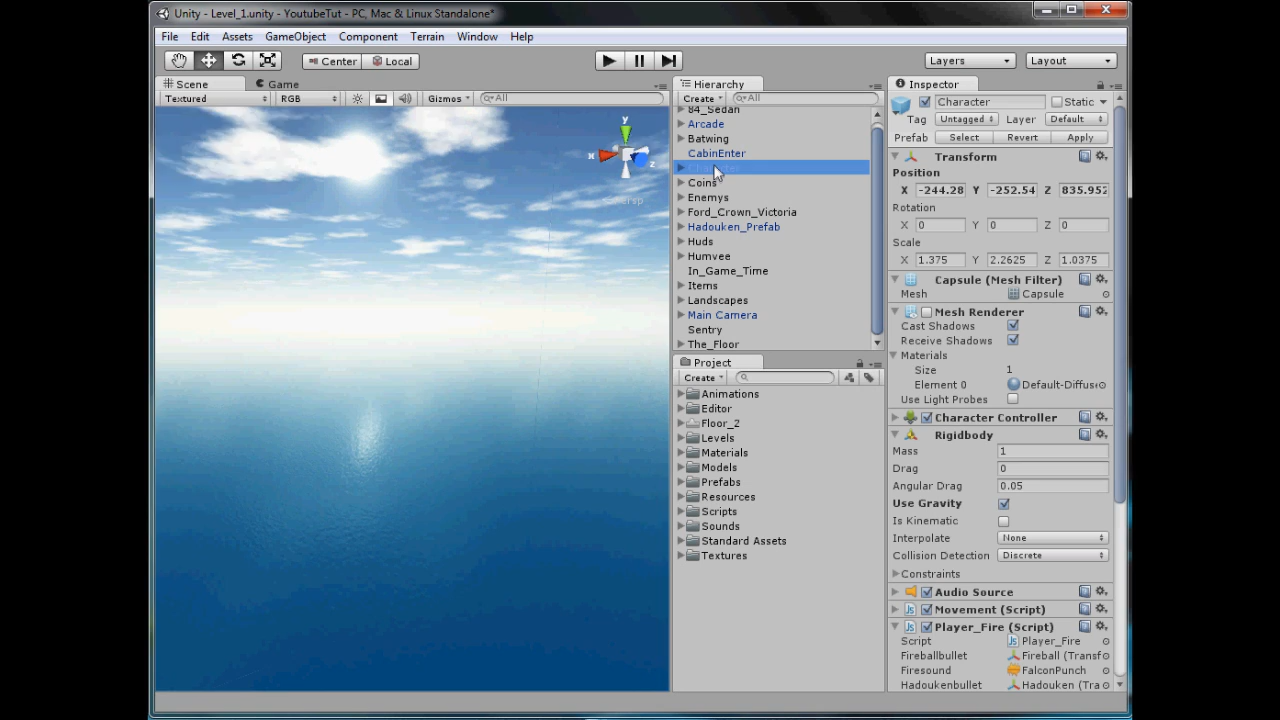 Unity - Level_1.unity - YoutubeTut - PC, Mac & Linux Standalone*
File Edit Assets GameObject Component Terrain Window Help
Center Local
Layers Layout
Scene Game
Textured RGB Gizmos All
y
x
z
Persp
Hierarchy
Create All
84_Sedan
Arcade
Batwing
CabinEnter
Coins
Enemys
Ford_Crown_Victoria
Hadouken_Prefab
Huds
Humvee
In_Game_Time
Items
Landscapes
Main Camera
Sentry
The_Floor
Project
Create
Animations
Editor
Floor_2
Levels
Materials
Models
Prefabs
Resources
Scripts
Sounds
Standard Assets
Textures
Inspector
Character Static
Tag Untagged Layer Default
Prefab Select Revert Apply
Transform
Position
X -244.28 Y -252.54 Z 835.952
Rotation
X 0 Y 0 Z 0
Scale
X 1.375 Y 2.2625 Z 1.0375
Capsule (Mesh Filter)
Mesh Capsule
Mesh Renderer
Cast Shadows
Receive Shadows
Materials
Size 1
Element 0 Default-Diffus
Use Light Probes
Character Controller
Rigidbody
Mass 1
Drag 0
Angular Drag 0.05
Use Gravity
Is Kinematic
Interpolate None
Collision Detection Discrete
Constraints
Audio Source
Movement (Script)
Player_Fire (Script)
Script Player_Fire
Fireballbullet Fireball (Transf
Firesound FalconPunch
Hadoukenbullet Hadouken (Tra